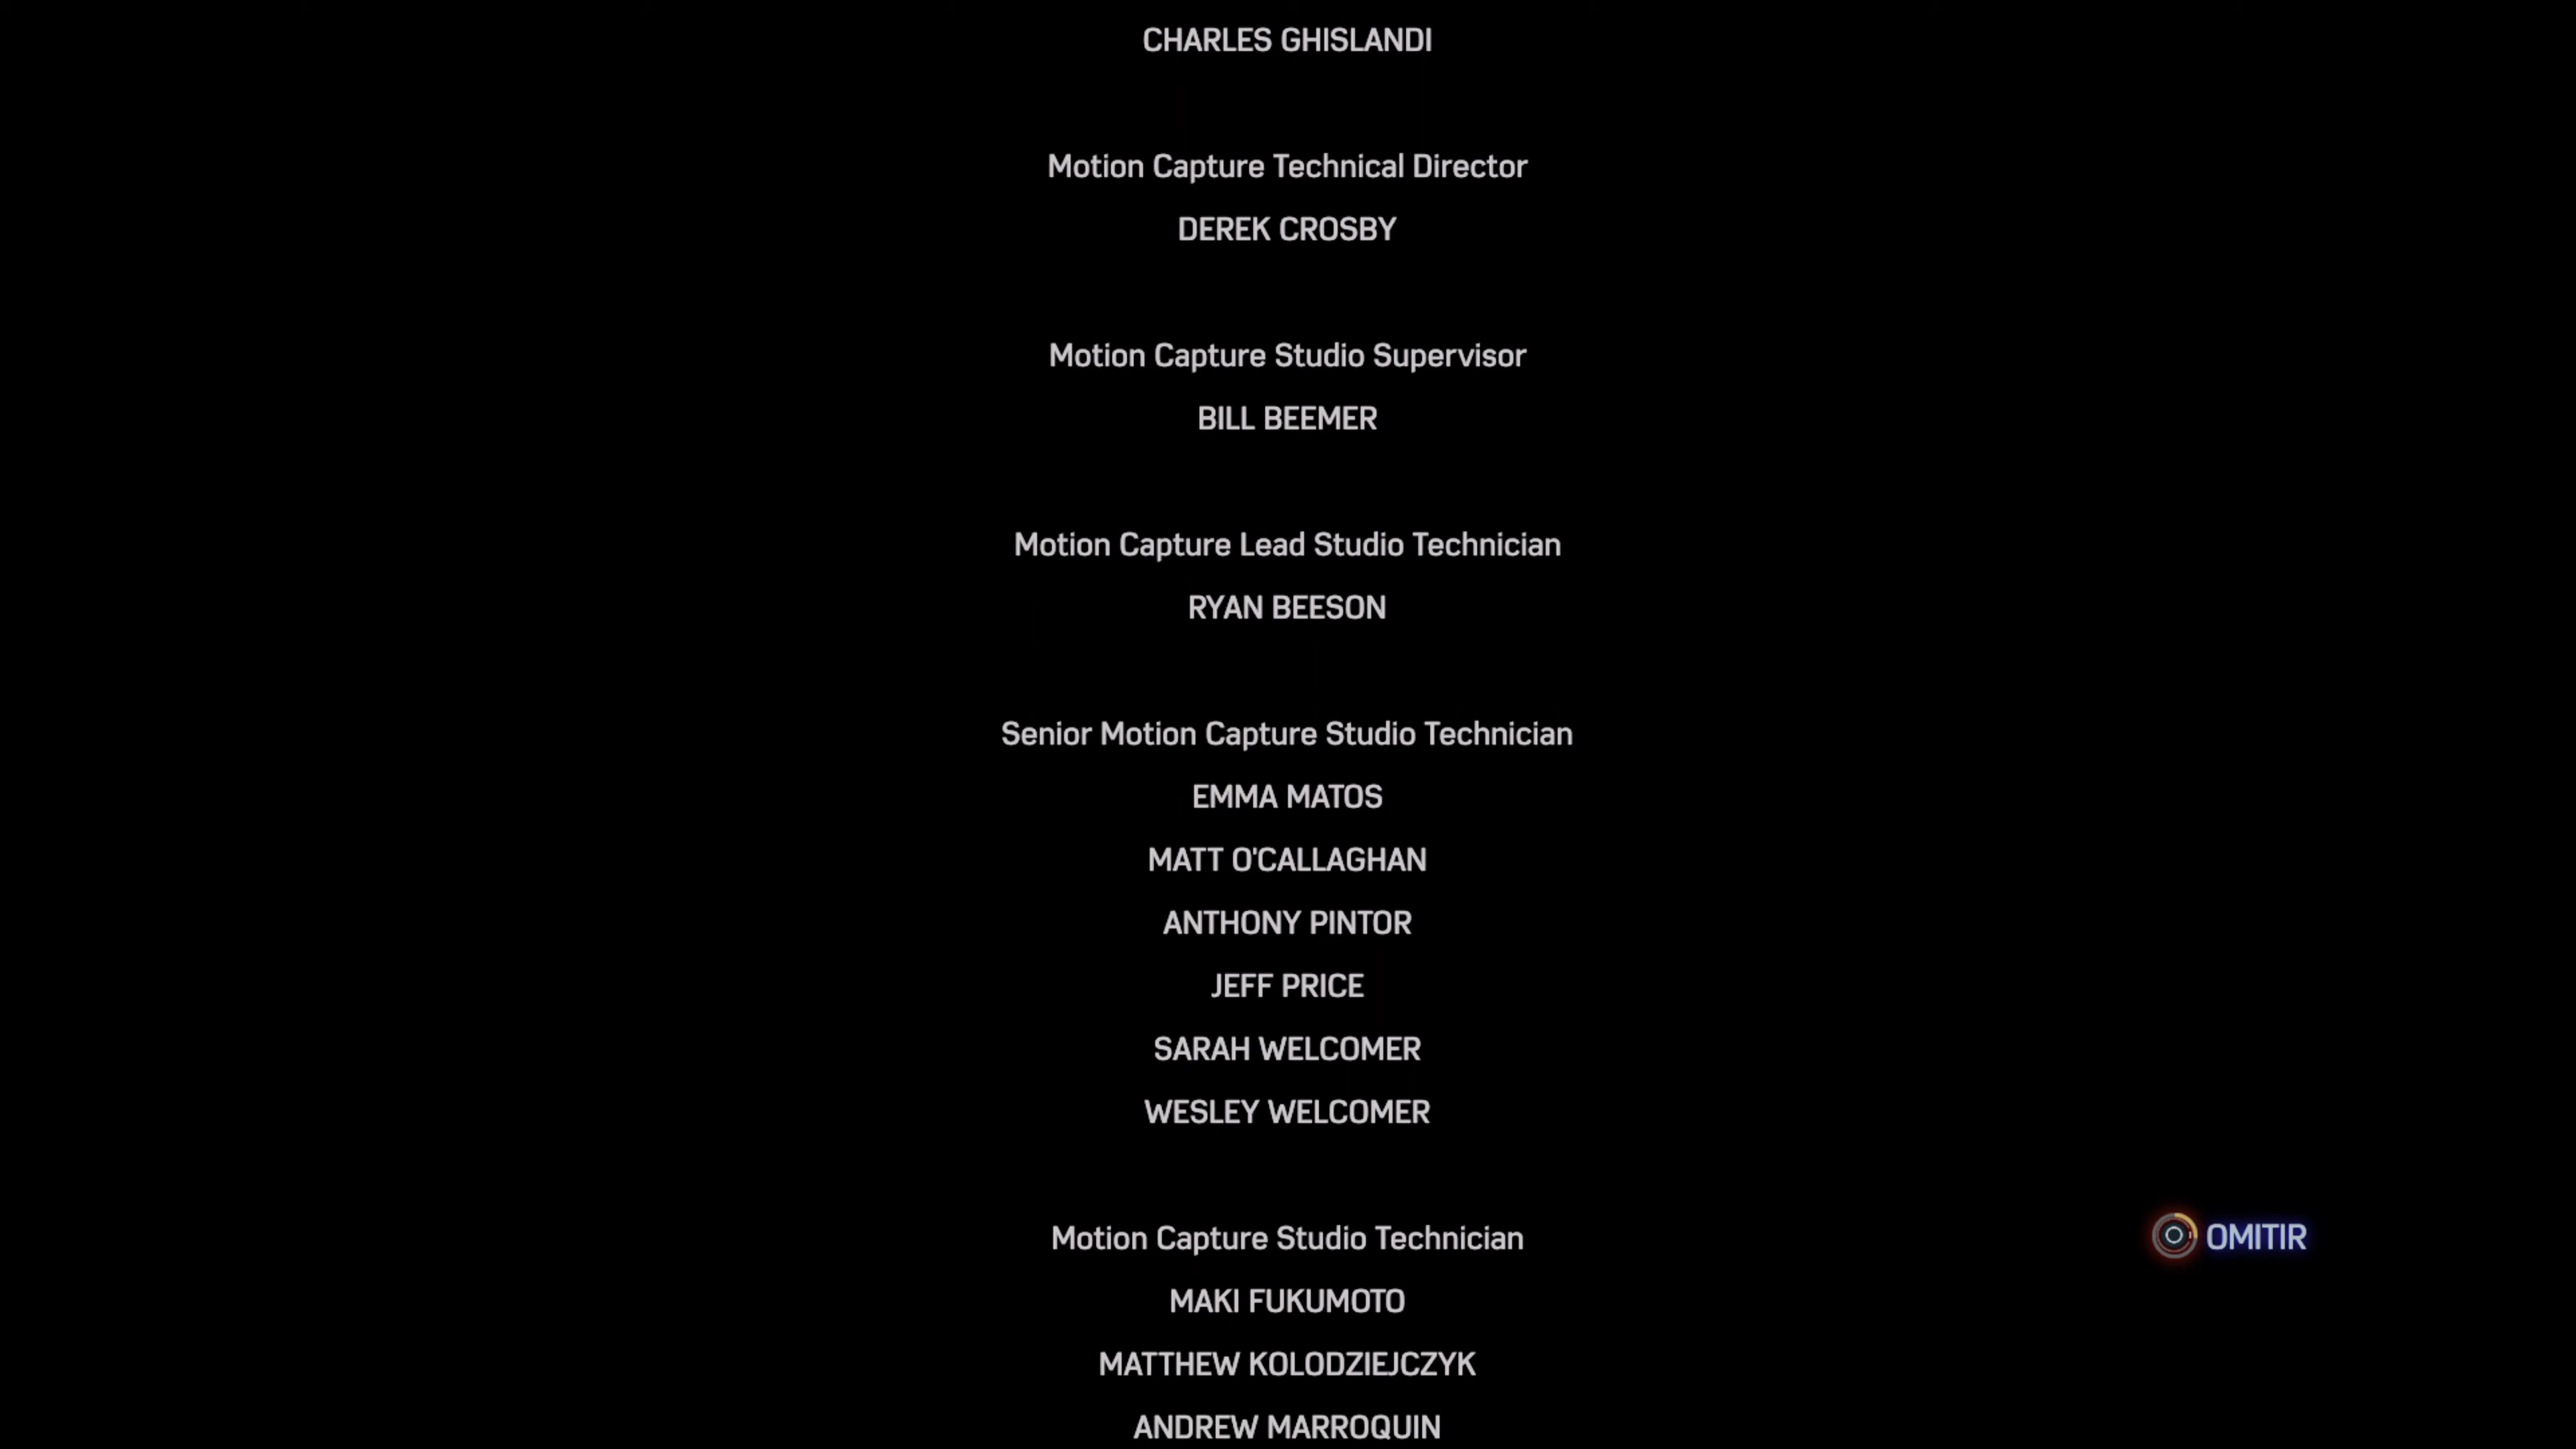 CHARLES GHISLANDI
Motion Capture Technical Director
DEREK CROSBY
Motion Capture Studio Supervisor
BILL BEEMER
Motion Capture Lead Studio Technician
RYAN BEESON
Senior Motion Capture Studio Technician
EMMA MATOS
MATT O'CALLAGHAN
ANTHONY PINTOR
JEFF PRICE
SARAH WELCOMER
WESLEY WELCOMER
Motion Capture Studio Technician
OMITIR
MAKI FUKUMOTO
MATTHEW KOLODZIEJCZYK
ANDREW MARROQUIN